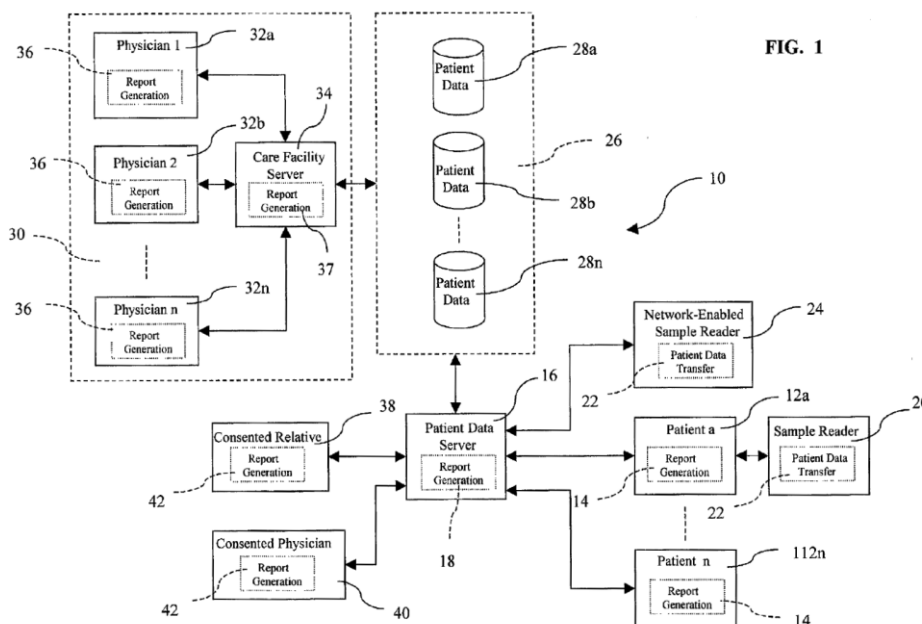 FIG. 1
Physician 1
Report
Generation
36
32a
Physician 2
Report
Generation
36
32b
Physician n
Report
Generation
36
32n
30
34
Care Facility
Server
Report
Generation
37
Patient
Data
28a
Patient
Data
28b
Patient
Data
28n
26
10
Network-Enabled
Sample Reader
Patient Data
Transfer
22
24
16
Patient Data
Server
Report
Generation
18
Consented Relative
Report
Generation
38
42
Consented Physician
Report
Generation
42
40
Patient a
Report
Generation
14
12a
Sample Reader
Patient Data
Transfer
22
Patient n
Report
Generation
112n
14